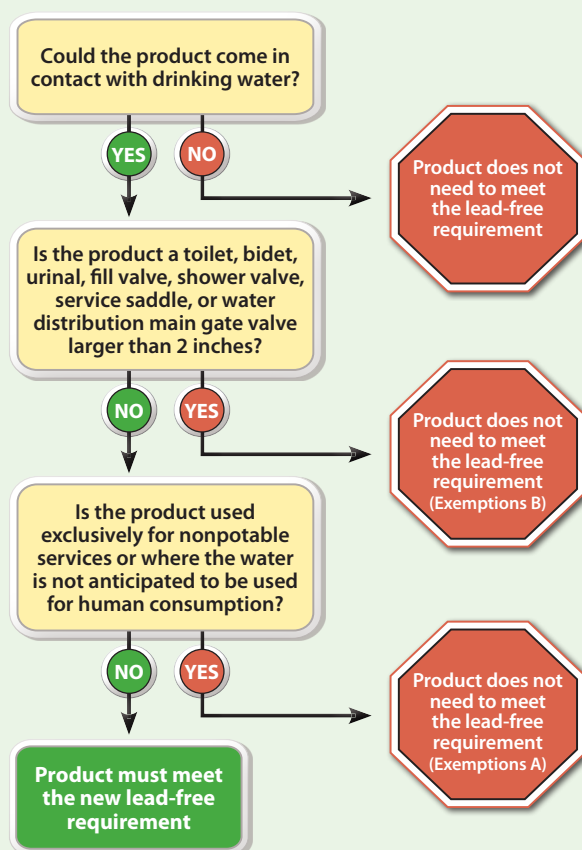 Could the product come in
contact with drinking water?
YES
NO
Product does not
need to meet
the lead-free
requirement
Is the product a toilet, bidet,
urinal, fill valve, shower valve,
service saddle, or water
distribution main gate valve
larger than 2 inches?
NO
YES
Product does not
need to meet
the lead-free
requirement
(Exemptions B)
Is the product used
exclusively for nonpotable
services or where the water
is not anticipated to be used
for human consumption?
NO
YES
Product does not
need to meet
the lead-free
requirement
(Exemptions A)
Product must meet
the new lead-free
requirement